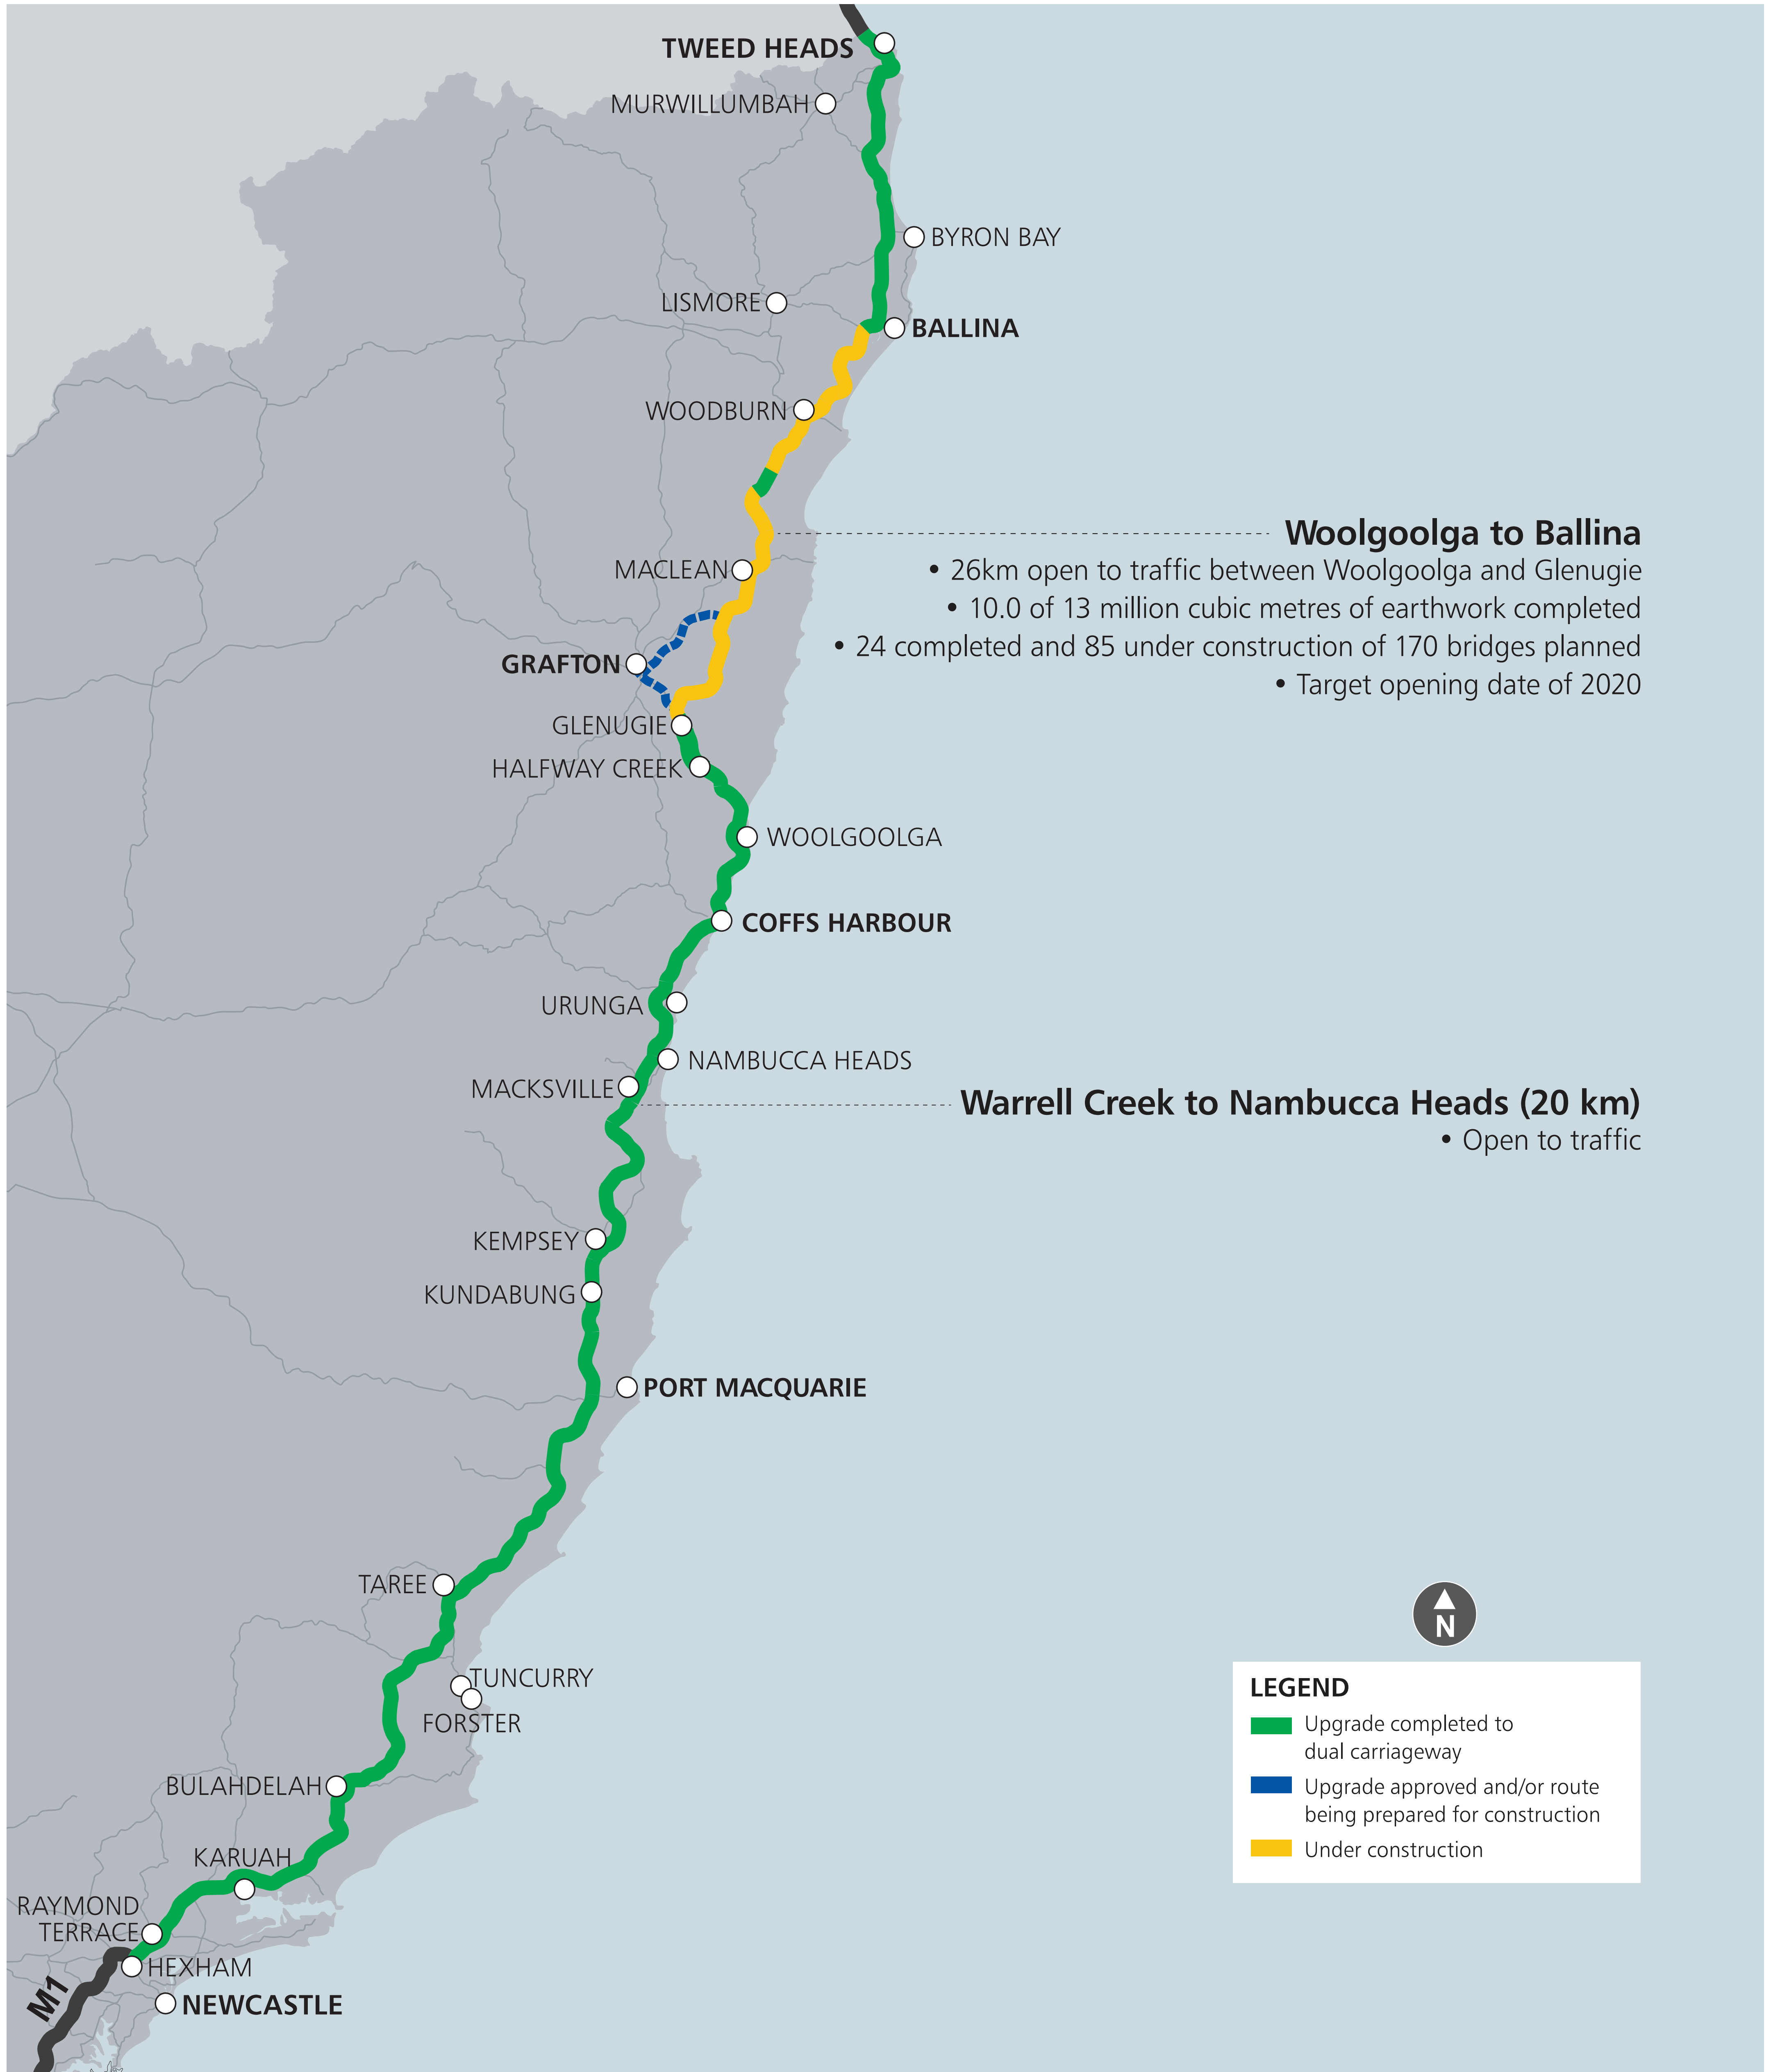 TWEED HEADS
MURWILLUMBAH
BYRON BAY
LISMORE
BALLINA
WOODBURN
Woolgoolga to Ballina
• 26km open to traffic between Woolgoolga and Glenugie
• 10.0 of 13 million cubic metres of earthwork completed
• 24 completed and 85 under construction of 170 bridges planned
• Target opening date of 2020
MACLEAN
GRAFTON
GLENUGIE
HALFWAY CREEK
WOOLGOOLGA
COFFS HARBOUR
URUNGA
NAMBUCCA HEADS
MACKSVILLE
Warrell Creek to Nambucca Heads (20 km)
• Open to traffic
KEMPSEY
KUNDABUNG
PORT MACQUARIE
TAREE
TUNCURRY
FORSTER
BULAHDELAH
KARUAH
RAYMOND
TERRACE
HEXHAM
M1
NEWCASTLE
N
LEGEND
Upgrade completed to
dual carriageway
Upgrade approved and/or route
being prepared for construction
Under construction